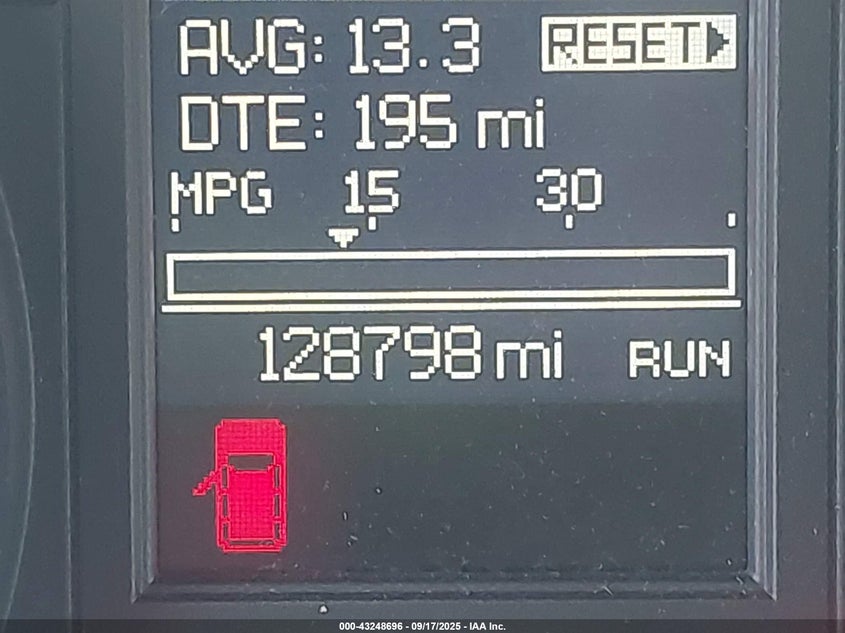 AVG: 13.3 RESET>
DTE: 195 mi
MPG 15 30
128798 mi RUN
000-43248696 - 09/17/2025 - IAA Inc.